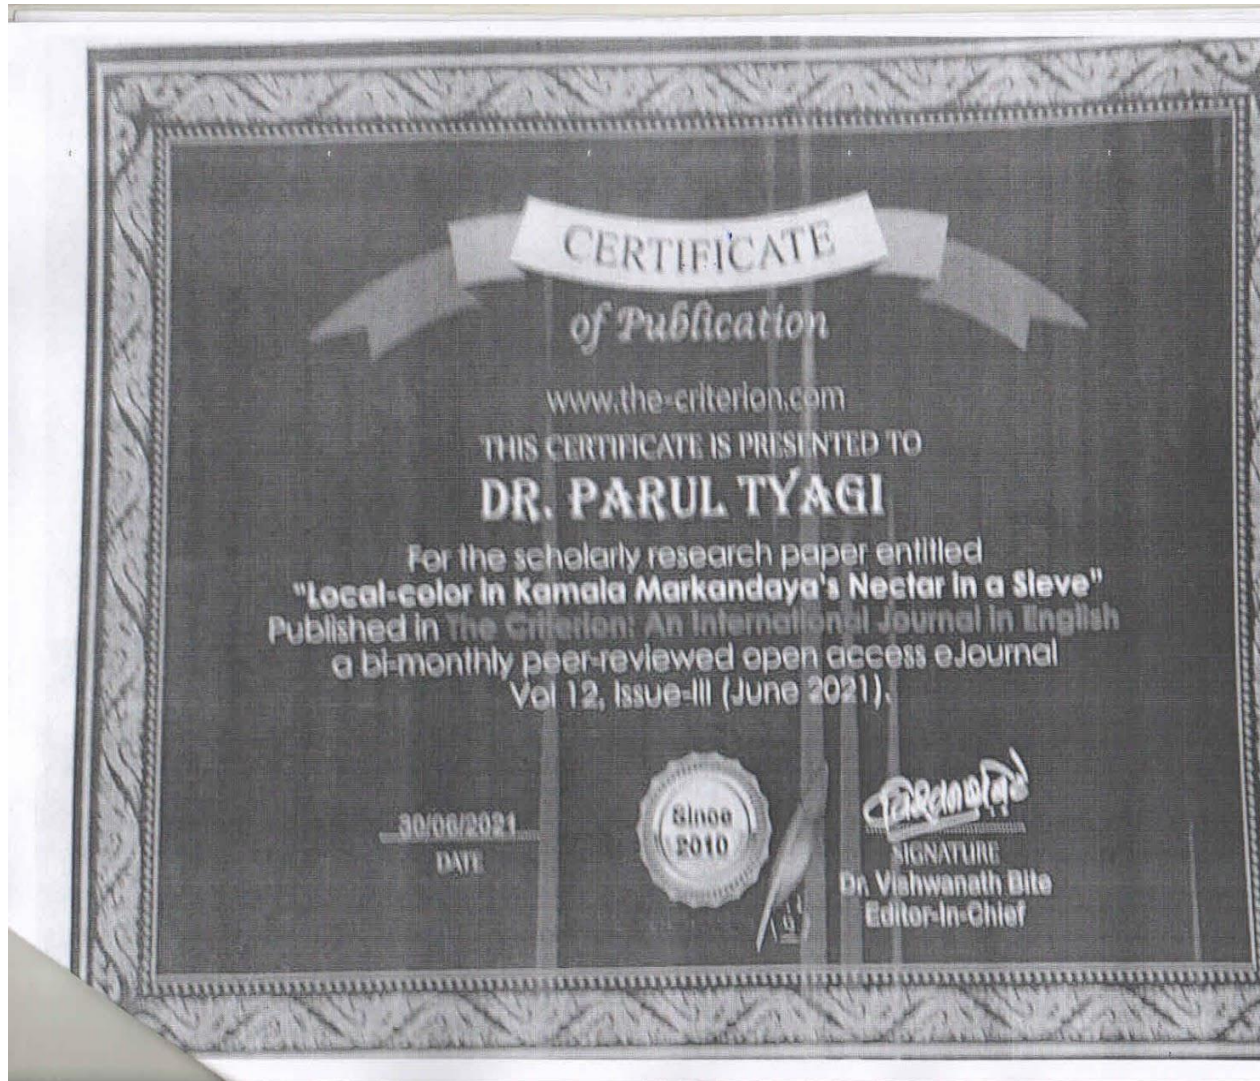 CERTIFICATE
of Publication
www.the-criterion.com
THIS CERTIFICATE IS PRESENTED TO
DR. PARUL TYAGI
For the scholarly research paper entitled
"Local-color in Kamala Markandaya's Nectar in a Sieve"
Published in The Criterion: An International Journal in English
a bi-monthly peer-reviewed open access eJournal
Vol 12, Issue-III (June 2021).
30/06/2021
DATE
Since
2010
SIGNATURE
Dr. Vishwanath Bite
Editor-In-Chief